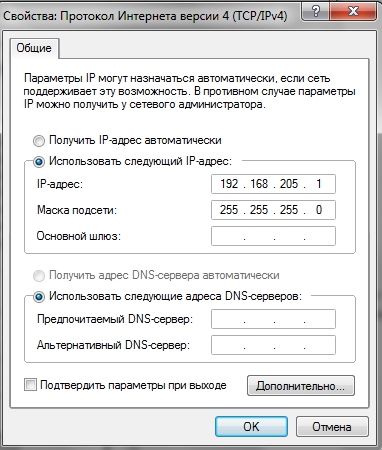 Свойства: Протокол Интернета версии 4 (TCP/IPv4)
?
Общие
Параметры IP могут назначаться автоматически, если сеть
поддерживает эту возможность. В противном случае параметры
IP можно получить у сетевого администратора.
Получить IP-адрес автоматически
Использовать следующий IP-адрес:
IP-адрес: 192 . 168 . 205 . 1
Маска подсети: 255 . 255 . 255 . 0
Основной шлюз: . . .
Получить адрес DNS-сервера автоматически
Использовать следующие адреса DNS-серверов:
Предпочитаемый DNS-сервер: . . .
Альтернативный DNS-сервер: . . .
Подтвердить параметры при выходе Дополнительно...
OK Отмена